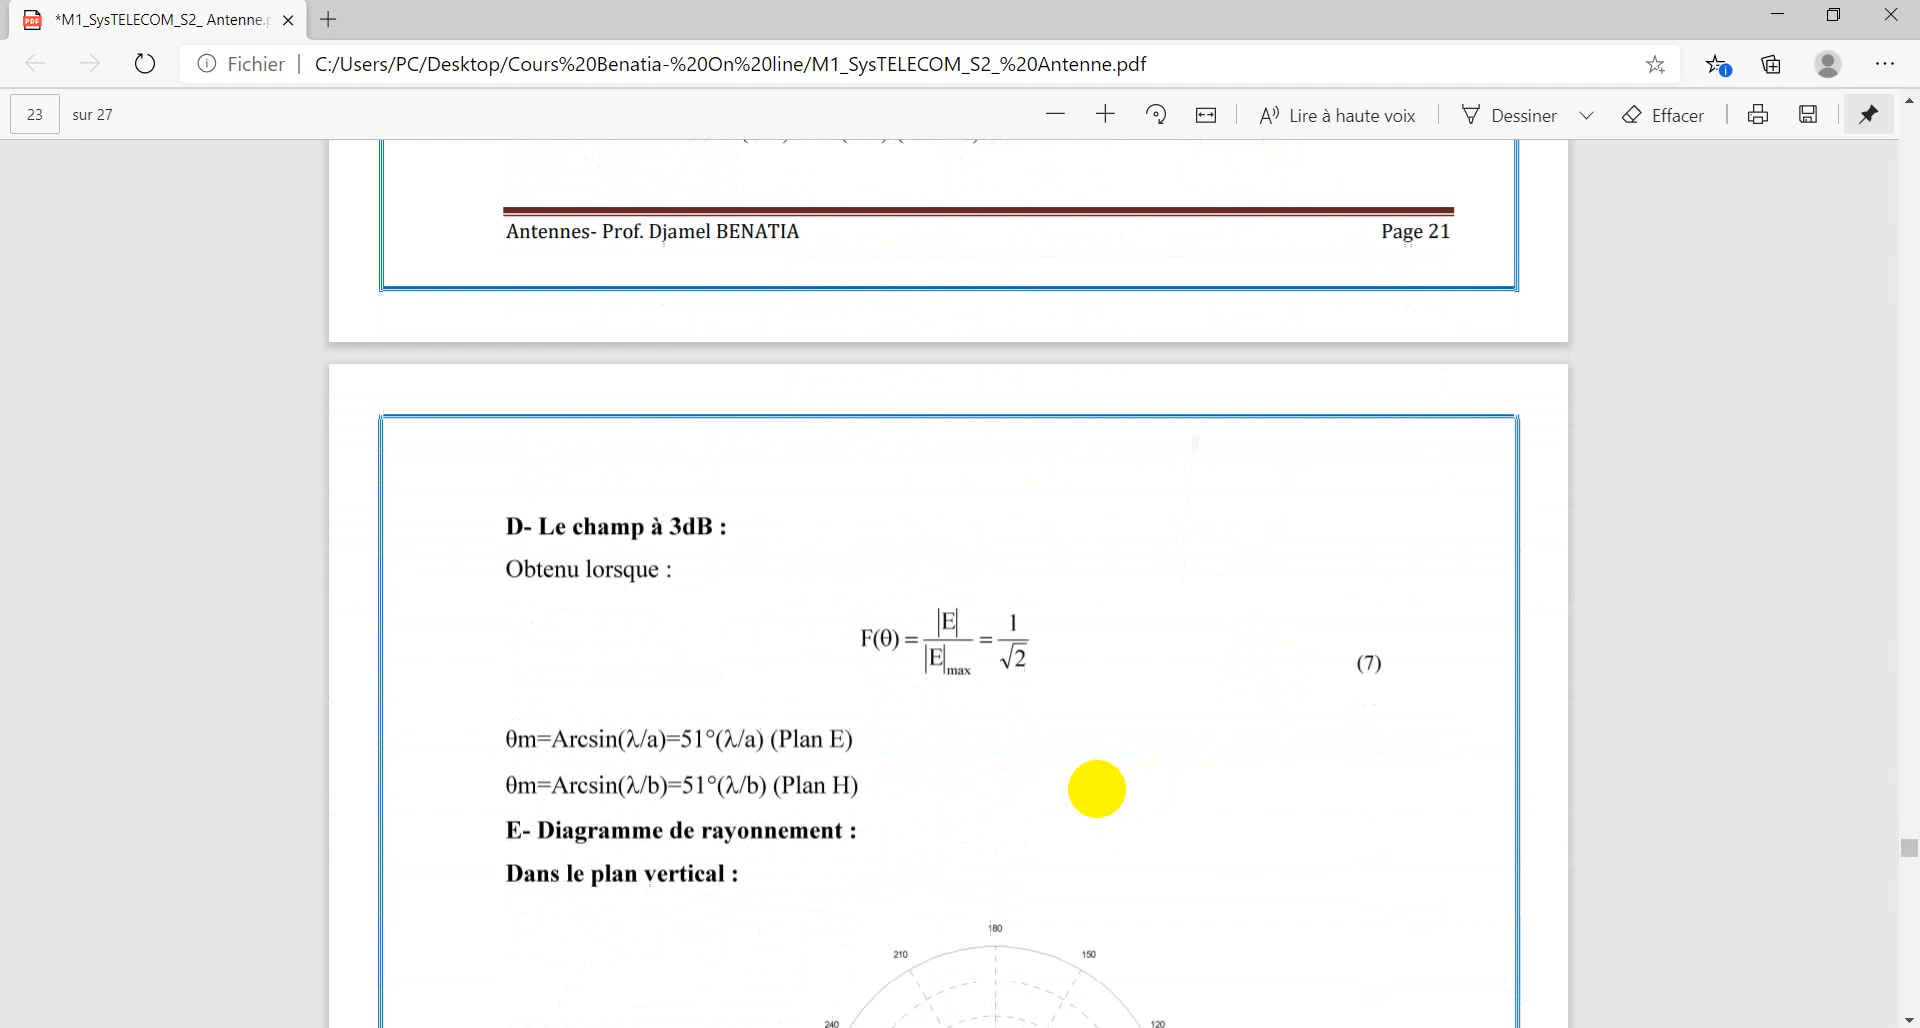 *M1_SysTELECOM_S2_ Antenne.p
Fichier | C:/Users/PC/Desktop/Cours%20Benatia-%20On%20line/M1_SysTELECOM_S2_%20Antenne.pdf
23 sur 27
Lire à haute voix
Dessiner
Effacer
Antennes- Prof. Djamel BENATIA Page 21
D- Le champ à 3dB :
Obtenu lorsque :
F(θ) = |E| / |E|max = 1 / √2 (7)
θm=Arcsin(λ/a)=51°(λ/a) (Plan E)
θm=Arcsin(λ/b)=51°(λ/b) (Plan H)
E- Diagramme de rayonnement :
Dans le plan vertical :
180
210 150
240 120